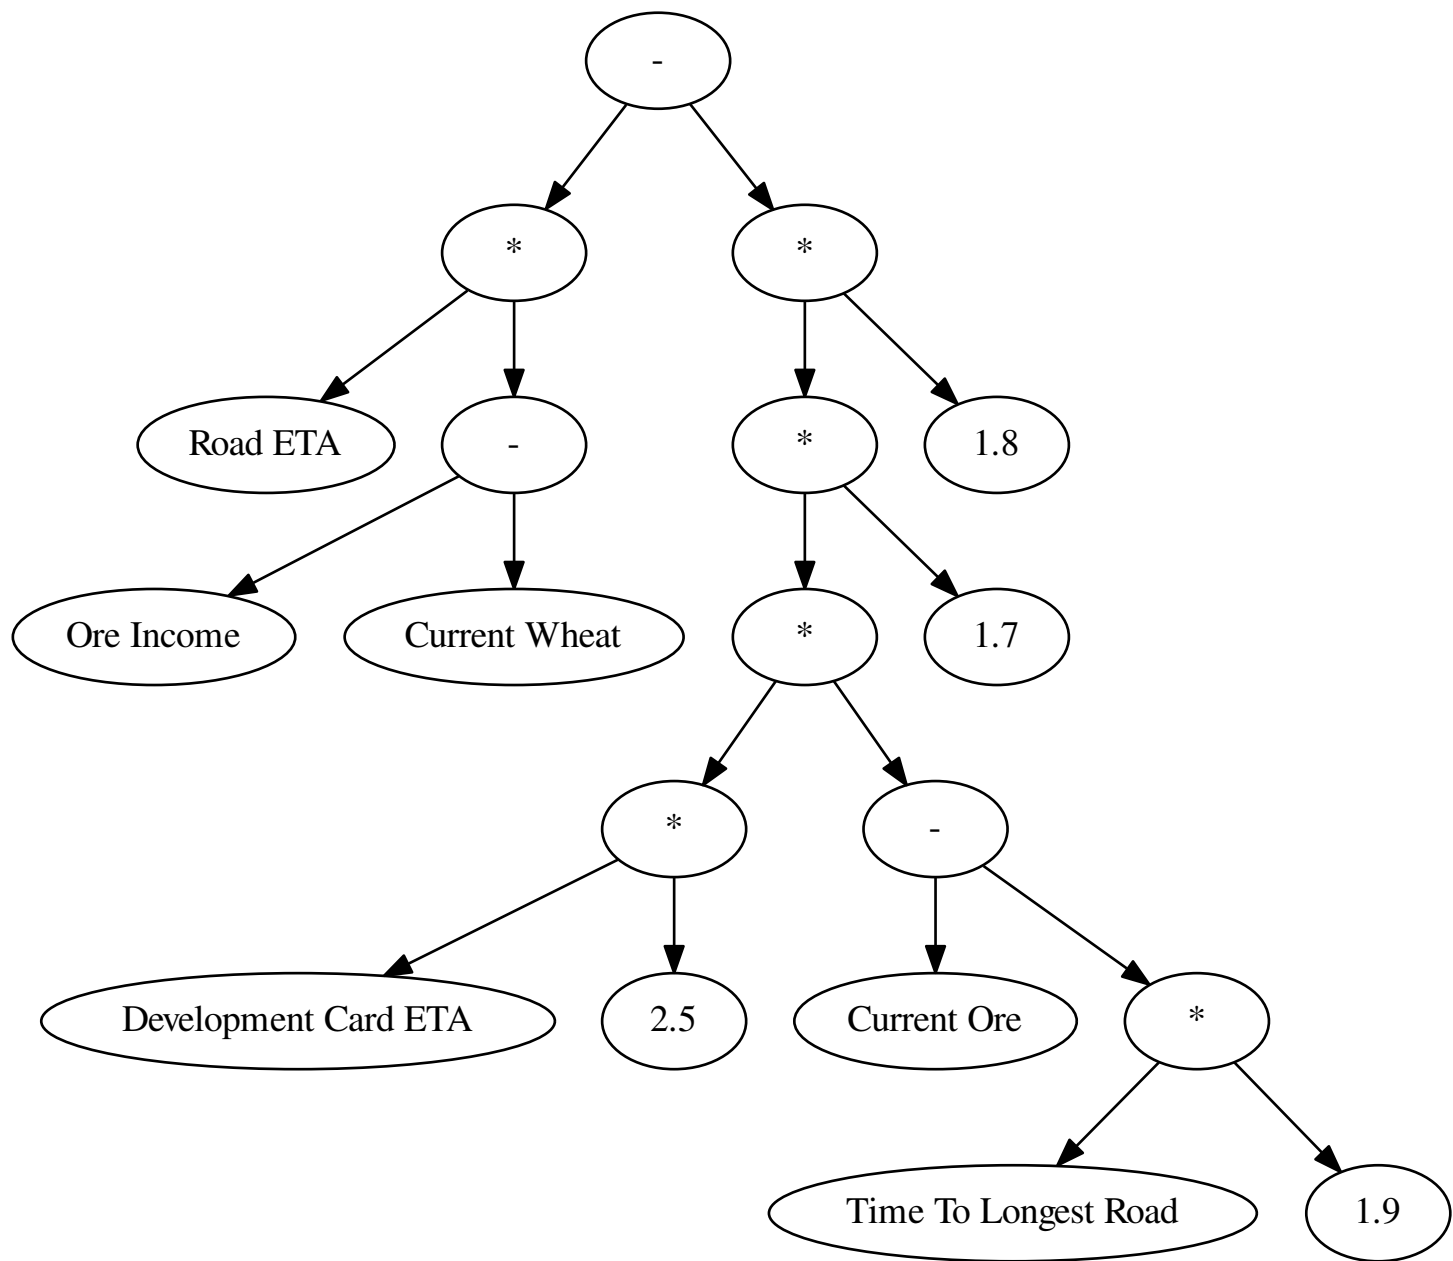 -
*
*
Road ETA
-
*
1.8
Ore Income
Current Wheat
*
1.7
*
-
Development Card ETA
2.5
Current Ore
*
Time To Longest Road
1.9